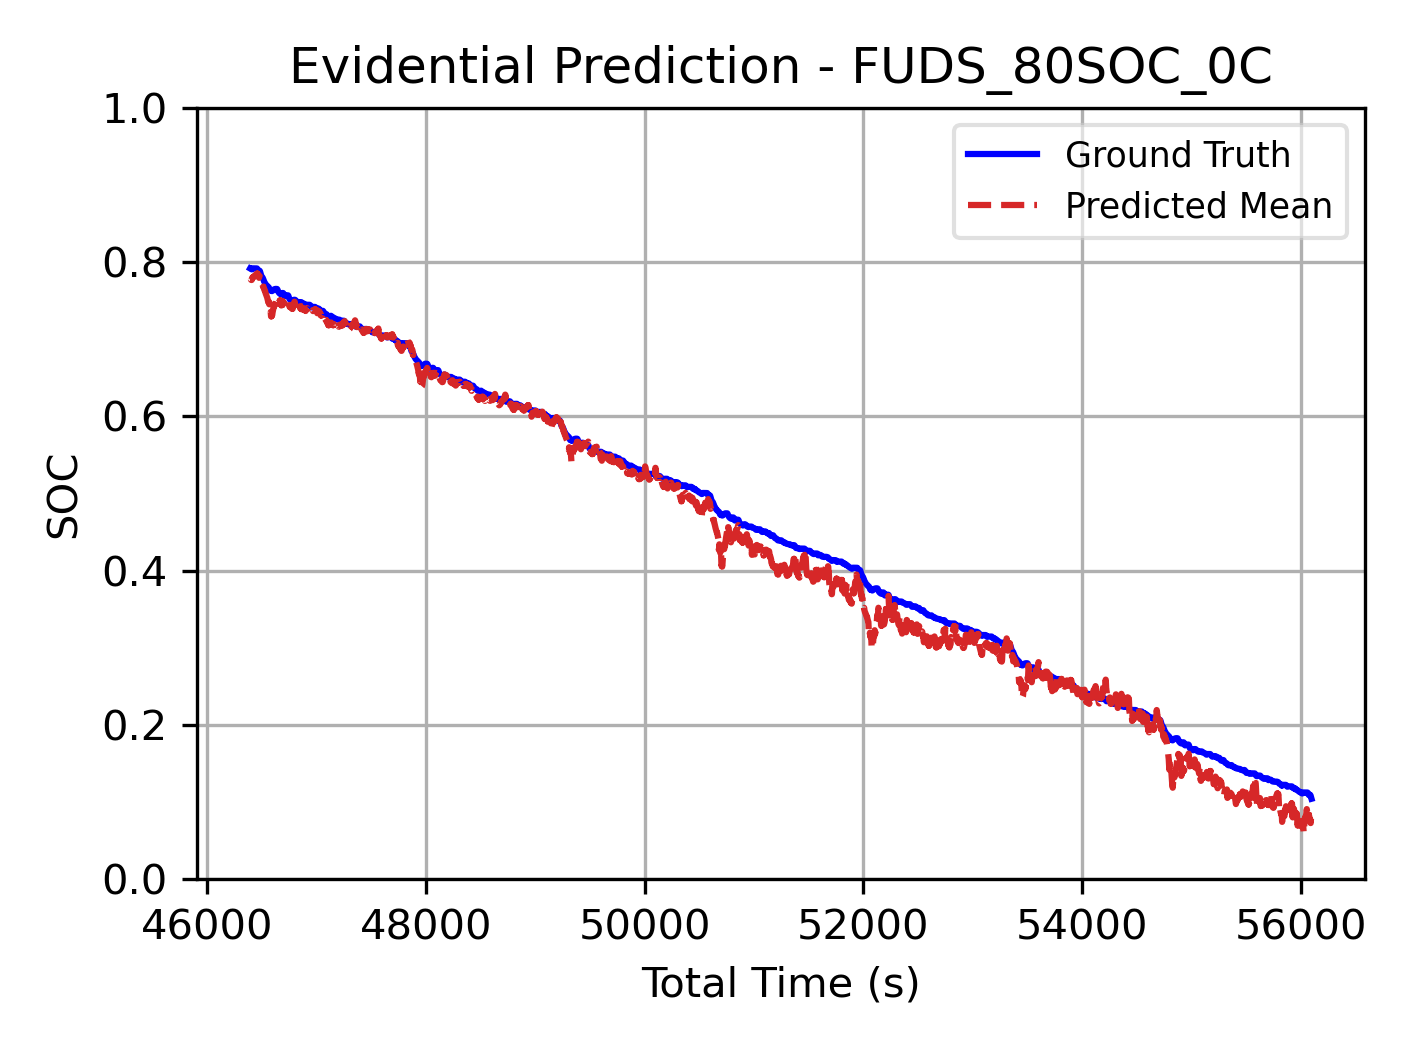 Evidential Prediction - FUDS_80SOC_0C
1.0
Ground Truth
Predicted Mean
0.8
0.6
SOC
0.4
0.2
0.0
46000 48000 50000 52000 54000 56000
Total Time (s)